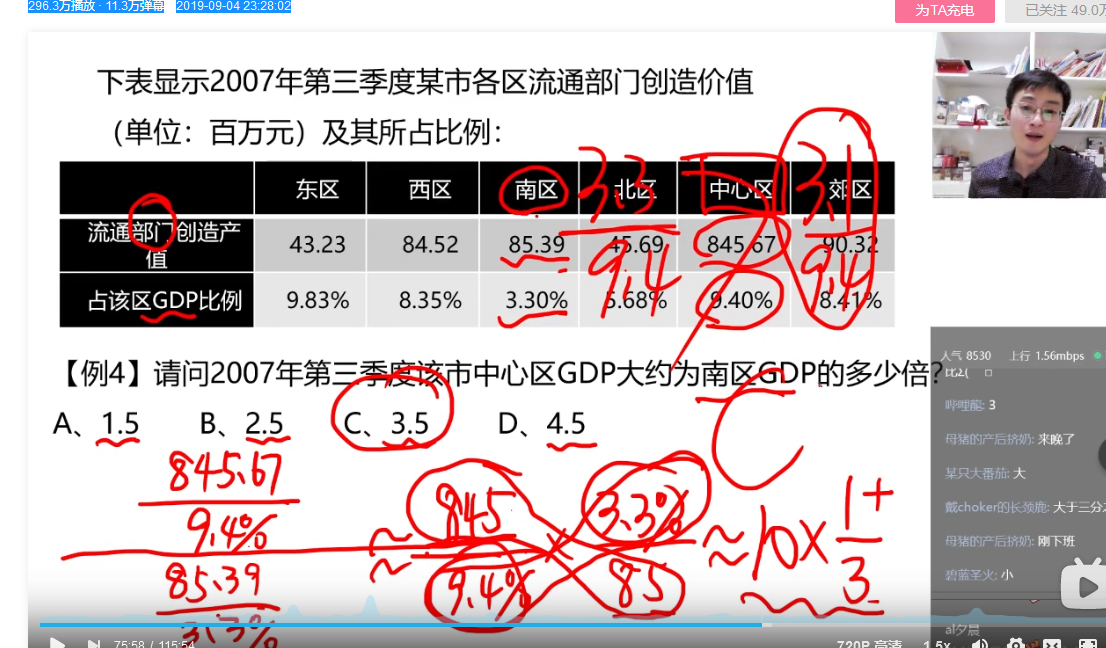 296.3万播放 · 11.3万弹幕 2019-09-04 23:28:02
为TA充电 已关注 49.0万
下表显示2007年第三季度某市各区流通部门创造价值
（单位：百万元）及其所占比例：
东区 西区 南区 北区 中心区 郊区
3.3 3.1
流通部门创造产值 43.23 84.52 85.39 45.69 845.67 90.32
9.4 9.4
占该区GDP比例 9.83% 8.35% 3.30% 5.68% 9.40% 8.41%
【例4】请问2007年第三季度该市中心区GDP大约为南区GDP的多少倍？
A、1.5 B、2.5 C、3.5 D、4.5
C
845.67
9.4%
85.39
3.3%
≈ 845 × 3.3% ≈ 10 × 1+
9.4% 85 3
人气 8530 上行 1.56mbps
哔哩龍: 3
母猪的产后挤奶: 来晚了
某只大番茄: 大
戴choker的长颈鹿: 大于三分之
母猪的产后挤奶: 刚下班
碧蓝圣火: 小
al夕晨
75:58 / 115:54 720P 高清 1.5x